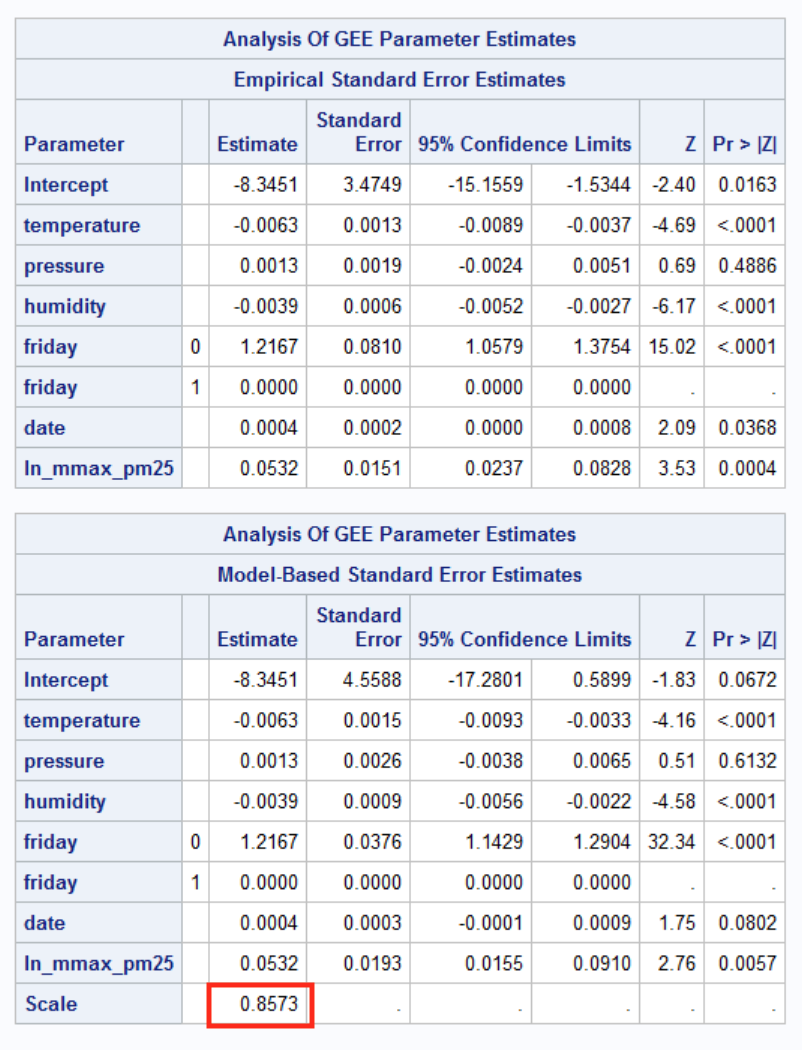 Analysis Of GEE Parameter Estimates
Empirical Standard Error Estimates
Parameter Estimate Standard Error 95% Confidence Limits Z Pr > |Z|
Intercept -8.3451 3.4749 -15.1559 -1.5344 -2.40 0.0163
temperature -0.0063 0.0013 -0.0089 -0.0037 -4.69 <.0001
pressure 0.0013 0.0019 -0.0024 0.0051 0.69 0.4886
humidity -0.0039 0.0006 -0.0052 -0.0027 -6.17 <.0001
friday 0 1.2167 0.0810 1.0579 1.3754 15.02 <.0001
friday 1 0.0000 0.0000 0.0000 0.0000 . .
date 0.0004 0.0002 0.0000 0.0008 2.09 0.0368
ln_mmax_pm25 0.0532 0.0151 0.0237 0.0828 3.53 0.0004
Analysis Of GEE Parameter Estimates
Model-Based Standard Error Estimates
Parameter Estimate Standard Error 95% Confidence Limits Z Pr > |Z|
Intercept -8.3451 4.5588 -17.2801 0.5899 -1.83 0.0672
temperature -0.0063 0.0015 -0.0093 -0.0033 -4.16 <.0001
pressure 0.0013 0.0026 -0.0038 0.0065 0.51 0.6132
humidity -0.0039 0.0009 -0.0056 -0.0022 -4.58 <.0001
friday 0 1.2167 0.0376 1.1429 1.2904 32.34 <.0001
friday 1 0.0000 0.0000 0.0000 0.0000 . .
date 0.0004 0.0003 -0.0001 0.0009 1.75 0.0802
ln_mmax_pm25 0.0532 0.0193 0.0155 0.0910 2.76 0.0057
Scale 0.8573 . . . . .